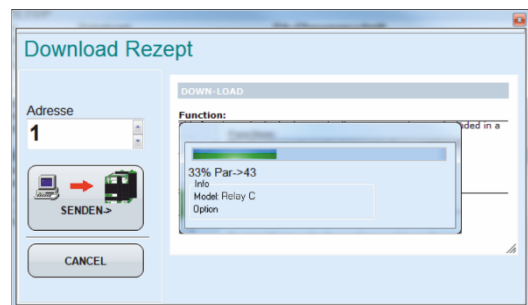 Download Rezept
Adresse
1
SENDEN->
CANCEL
DOWN-LOAD
Function:
ded in a
33% Par->43
Info
Model: Relay C
Option